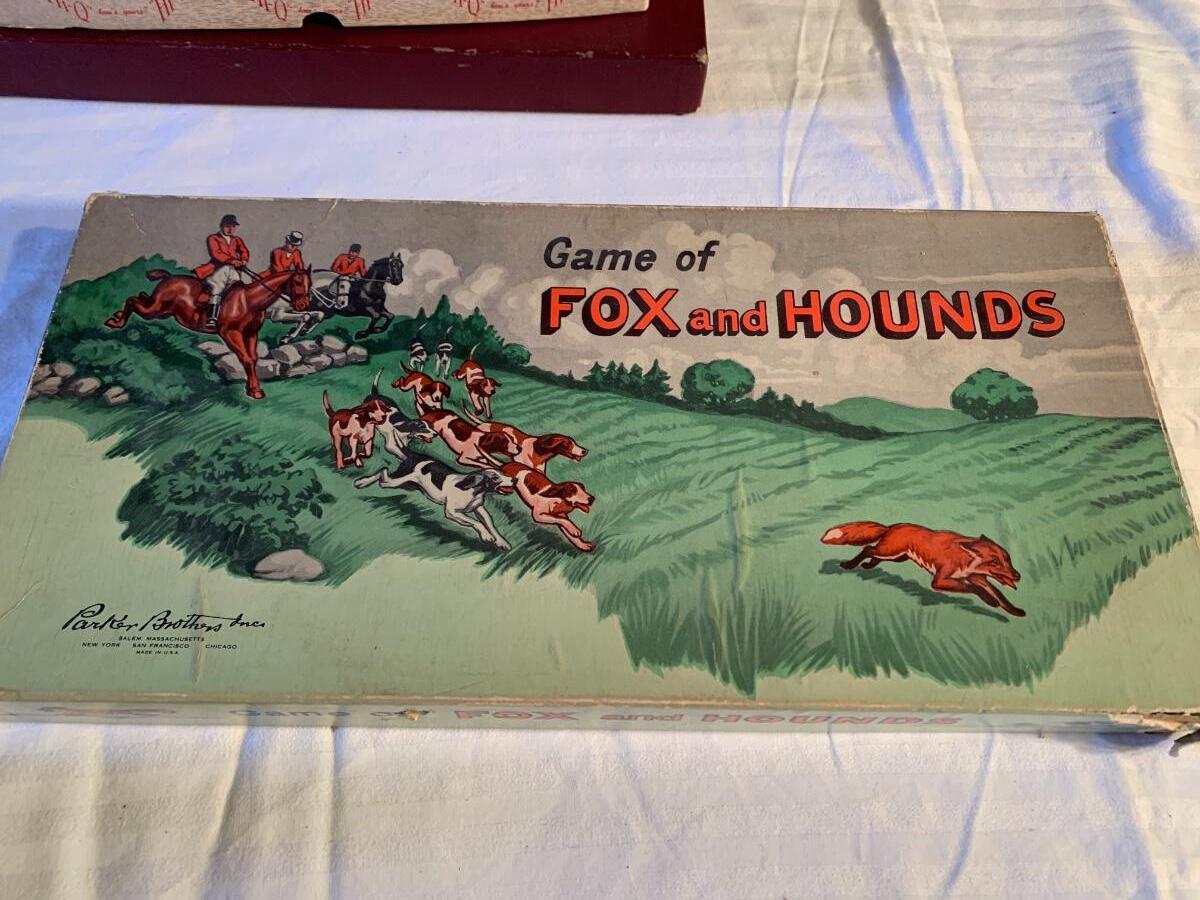 Game of
FOX and HOUNDS
Parker Brothers Inc.
SALEM, MASSACHUSETTS
NEW YORK SAN FRANCISCO CHICAGO
MADE IN U.S.A.
Game of FOX and HOUNDS